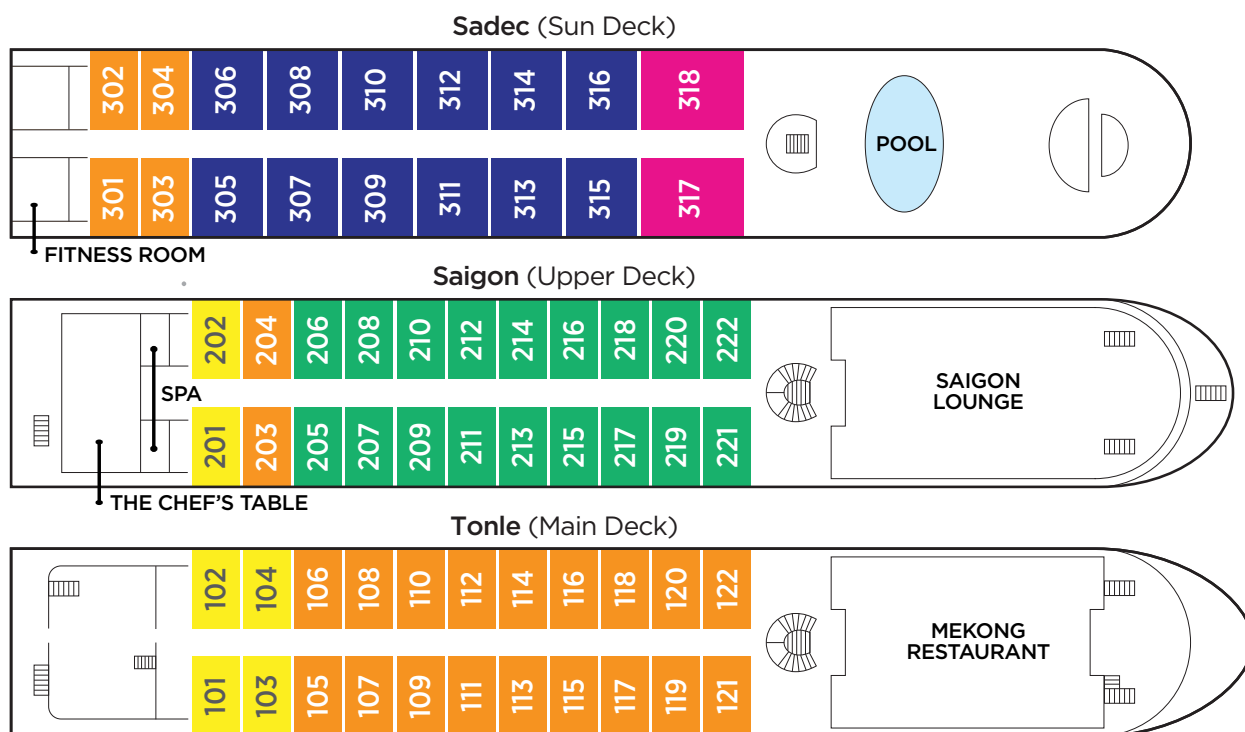 Sadec (Sun Deck)
302 304 306 308 310 312 314 316 318
POOL
301 303 305 307 309 311 313 315 317
FITNESS ROOM
Saigon (Upper Deck)
202 204 206 208 210 212 214 216 218 220 222
SPA
SAIGON
LOUNGE
201 203 205 207 209 211 213 215 217 219 221
THE CHEF'S TABLE
Tonle (Main Deck)
102 104 106 108 110 112 114 116 118 120 122
MEKONG
RESTAURANT
101 103 105 107 109 111 113 115 117 119 121